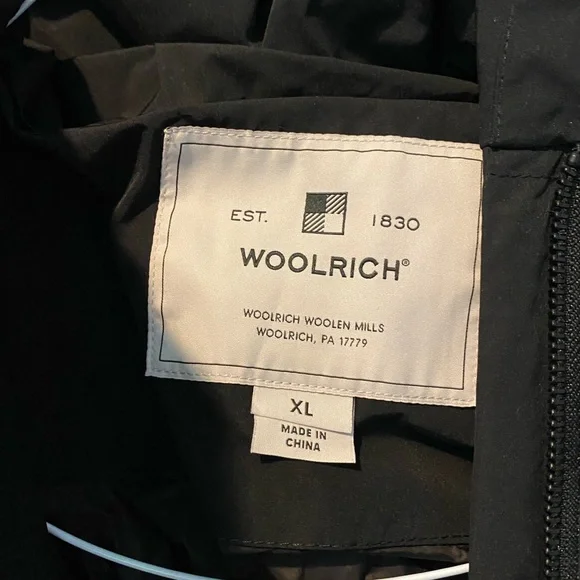 EST. 1830
WOOLRICH®
WOOLRICH WOOLEN MILLS
WOOLRICH, PA 17779
XL
MADE IN
CHINA